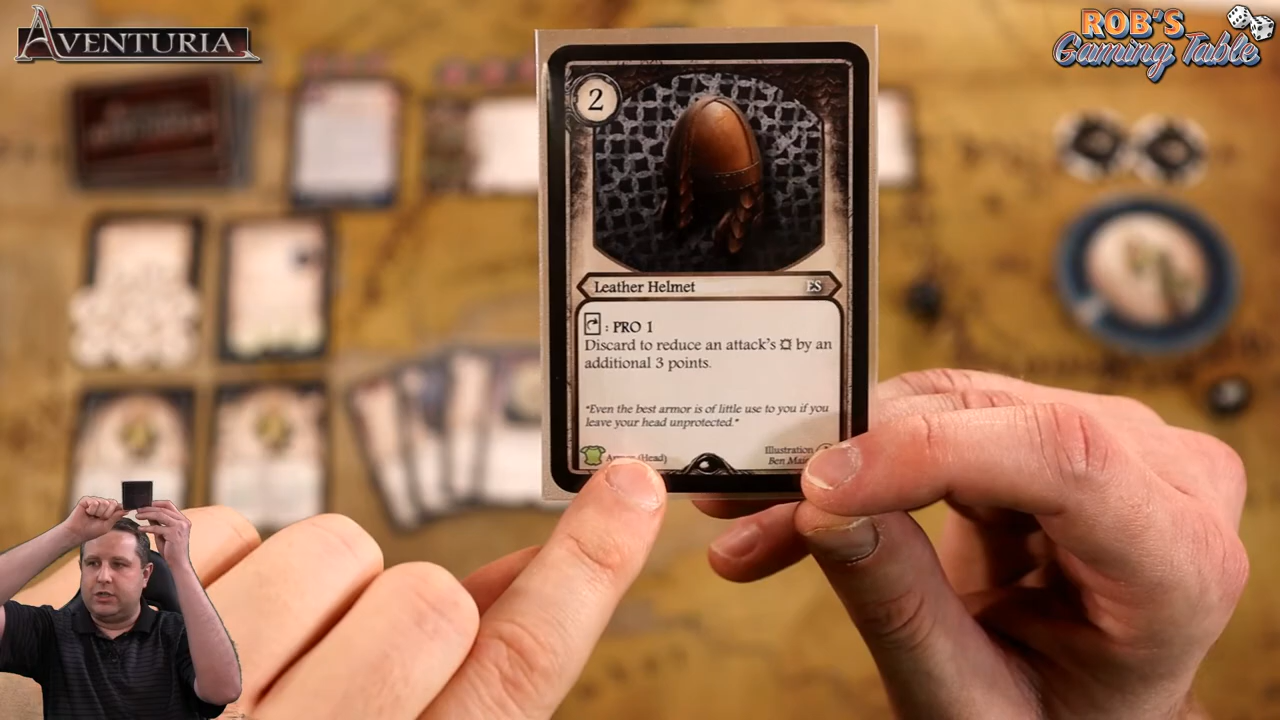 AVENTURIA
ROB'S
Gaming Table
2
Leather Helmet ES
: PRO 1
Discard to reduce an attack's by an
additional 3 points.
"Even the best armor is of little use to you if you
leave your head unprotected."
(Head)
Illustration
Ben